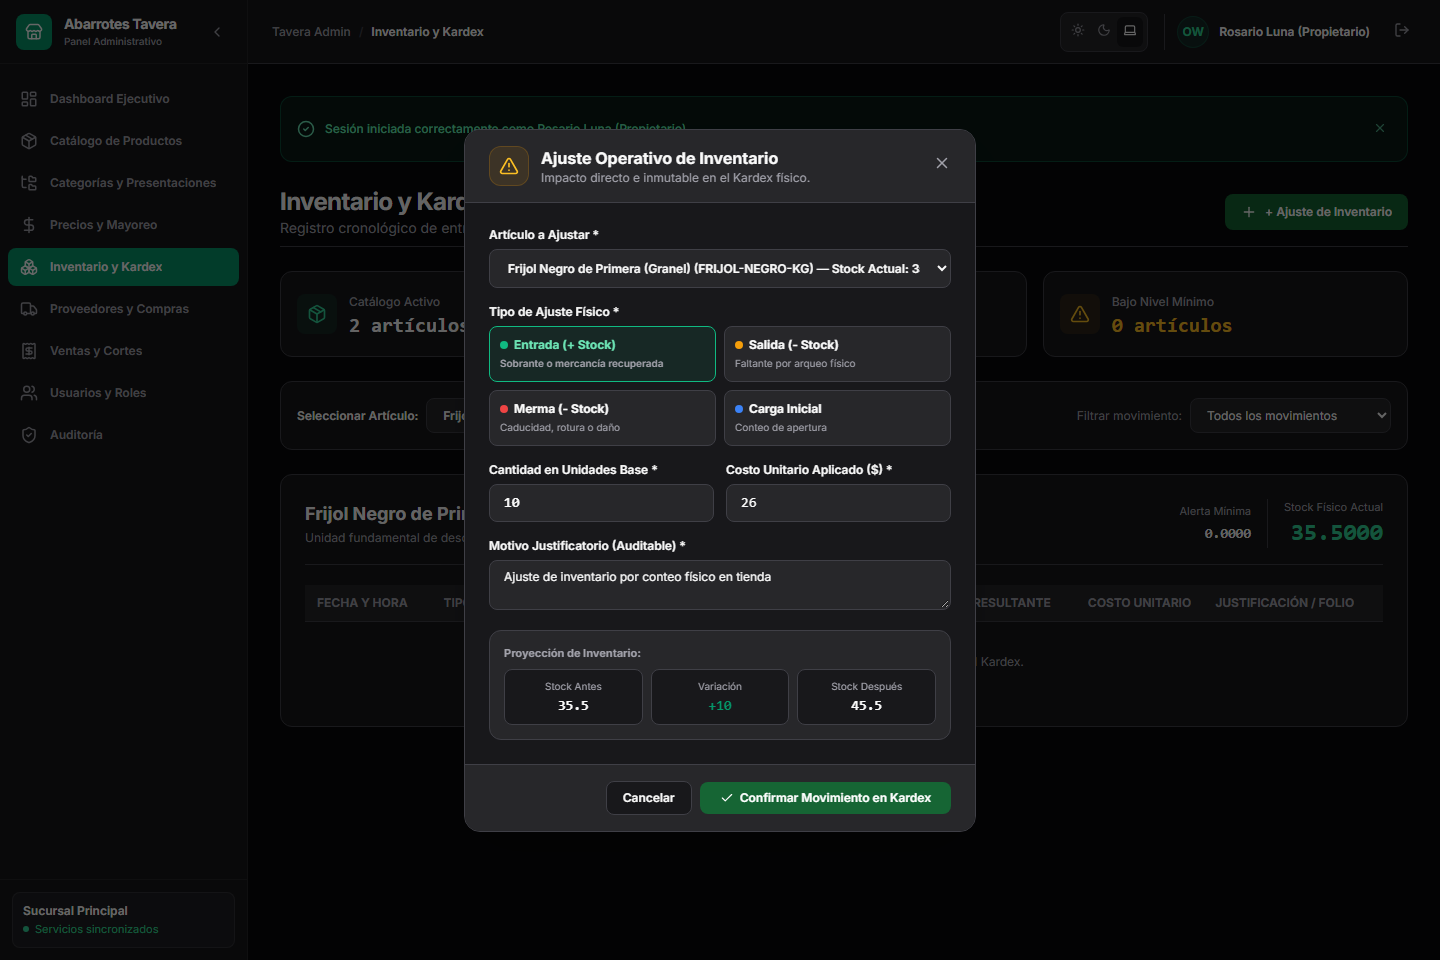 Abarrotes Tavera
Panel Administrativo
Tavera Admin / Inventario y Kardex
OW
Rosario Luna (Propietario)
Dashboard Ejecutivo
Catálogo de Productos
Categorías y Presentaciones
Precios y Mayoreo
Inventario y Kardex
Proveedores y Compras
Ventas y Cortes
Usuarios y Roles
Auditoría
Sucursal Principal
Servicios sincronizados
Sesión iniciada correctamente como Rosario Luna (Propietario)
Inventario y Kard
Registro cronológico de ent
+ Ajuste de Inventario
Catálogo Activo
2 artículos
Bajo Nivel Mínimo
0 artículos
Seleccionar Artículo:
Frij
Filtrar movimiento:
Todos los movimientos
Frijol Negro de Pri
Unidad fundamental de des
Alerta Mínima
0.0000
Stock Físico Actual
35.5000
FECHA Y HORA
TIP
RESULTANTE
COSTO UNITARIO
JUSTIFICACIÓN / FOLIO
l Kardex.
Ajuste Operativo de Inventario
Impacto directo e inmutable en el Kardex físico.
Artículo a Ajustar *
Frijol Negro de Primera (Granel) (FRIJOL-NEGRO-KG) — Stock Actual: 3
Tipo de Ajuste Físico *
Entrada (+ Stock)
Sobrante o mercancía recuperada
Salida (- Stock)
Faltante por arqueo físico
Merma (- Stock)
Caducidad, rotura o daño
Carga Inicial
Conteo de apertura
Cantidad en Unidades Base *
10
Costo Unitario Aplicado ($) *
26
Motivo Justificatorio (Auditable) *
Ajuste de inventario por conteo físico en tienda
Proyección de Inventario:
Stock Antes
35.5
Variación
+10
Stock Después
45.5
Cancelar
Confirmar Movimiento en Kardex